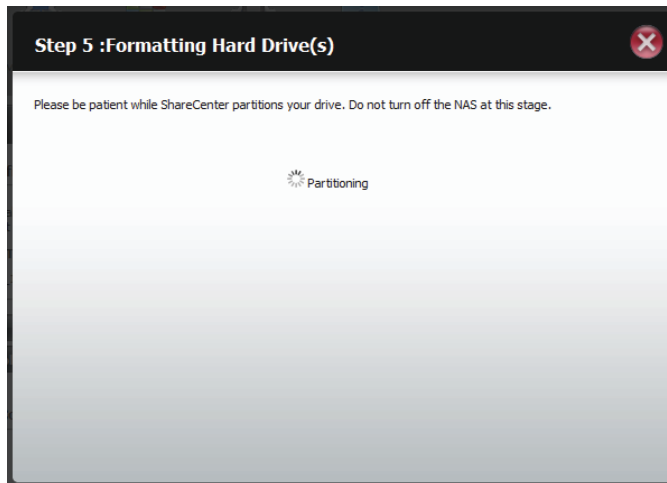 Step 5 :Formatting Hard Drive(s)
Please be patient while ShareCenter partitions your drive. Do not turn off the NAS at this stage.
Partitioning